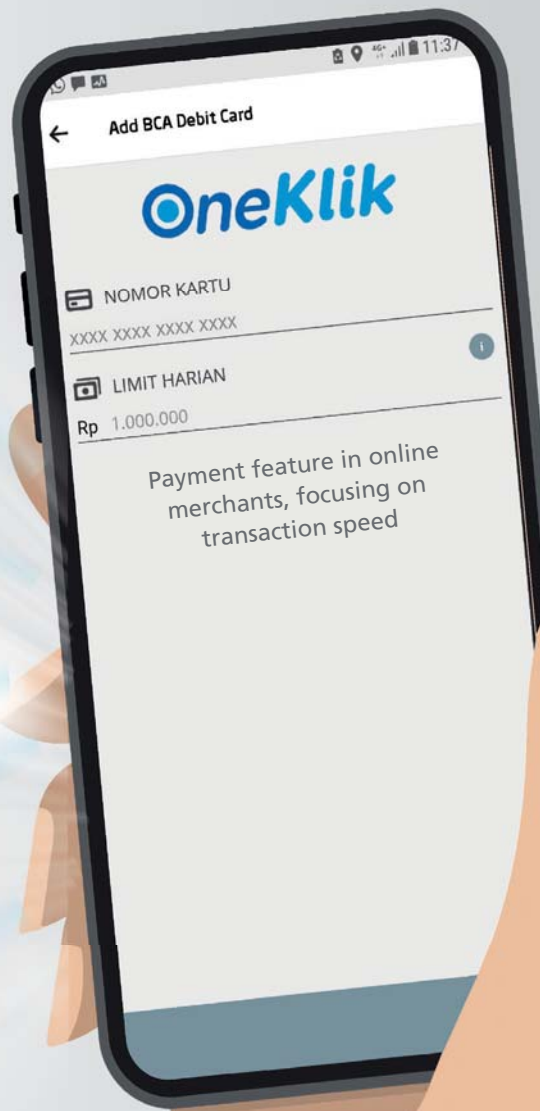 4G+ 11:37
Add BCA Debit Card
OneKlik
NOMOR KARTU
XXXX XXXX XXXX XXXX
i
LIMIT HARIAN
Rp 1.000.000
Payment feature in online
merchants, focusing on
transaction speed